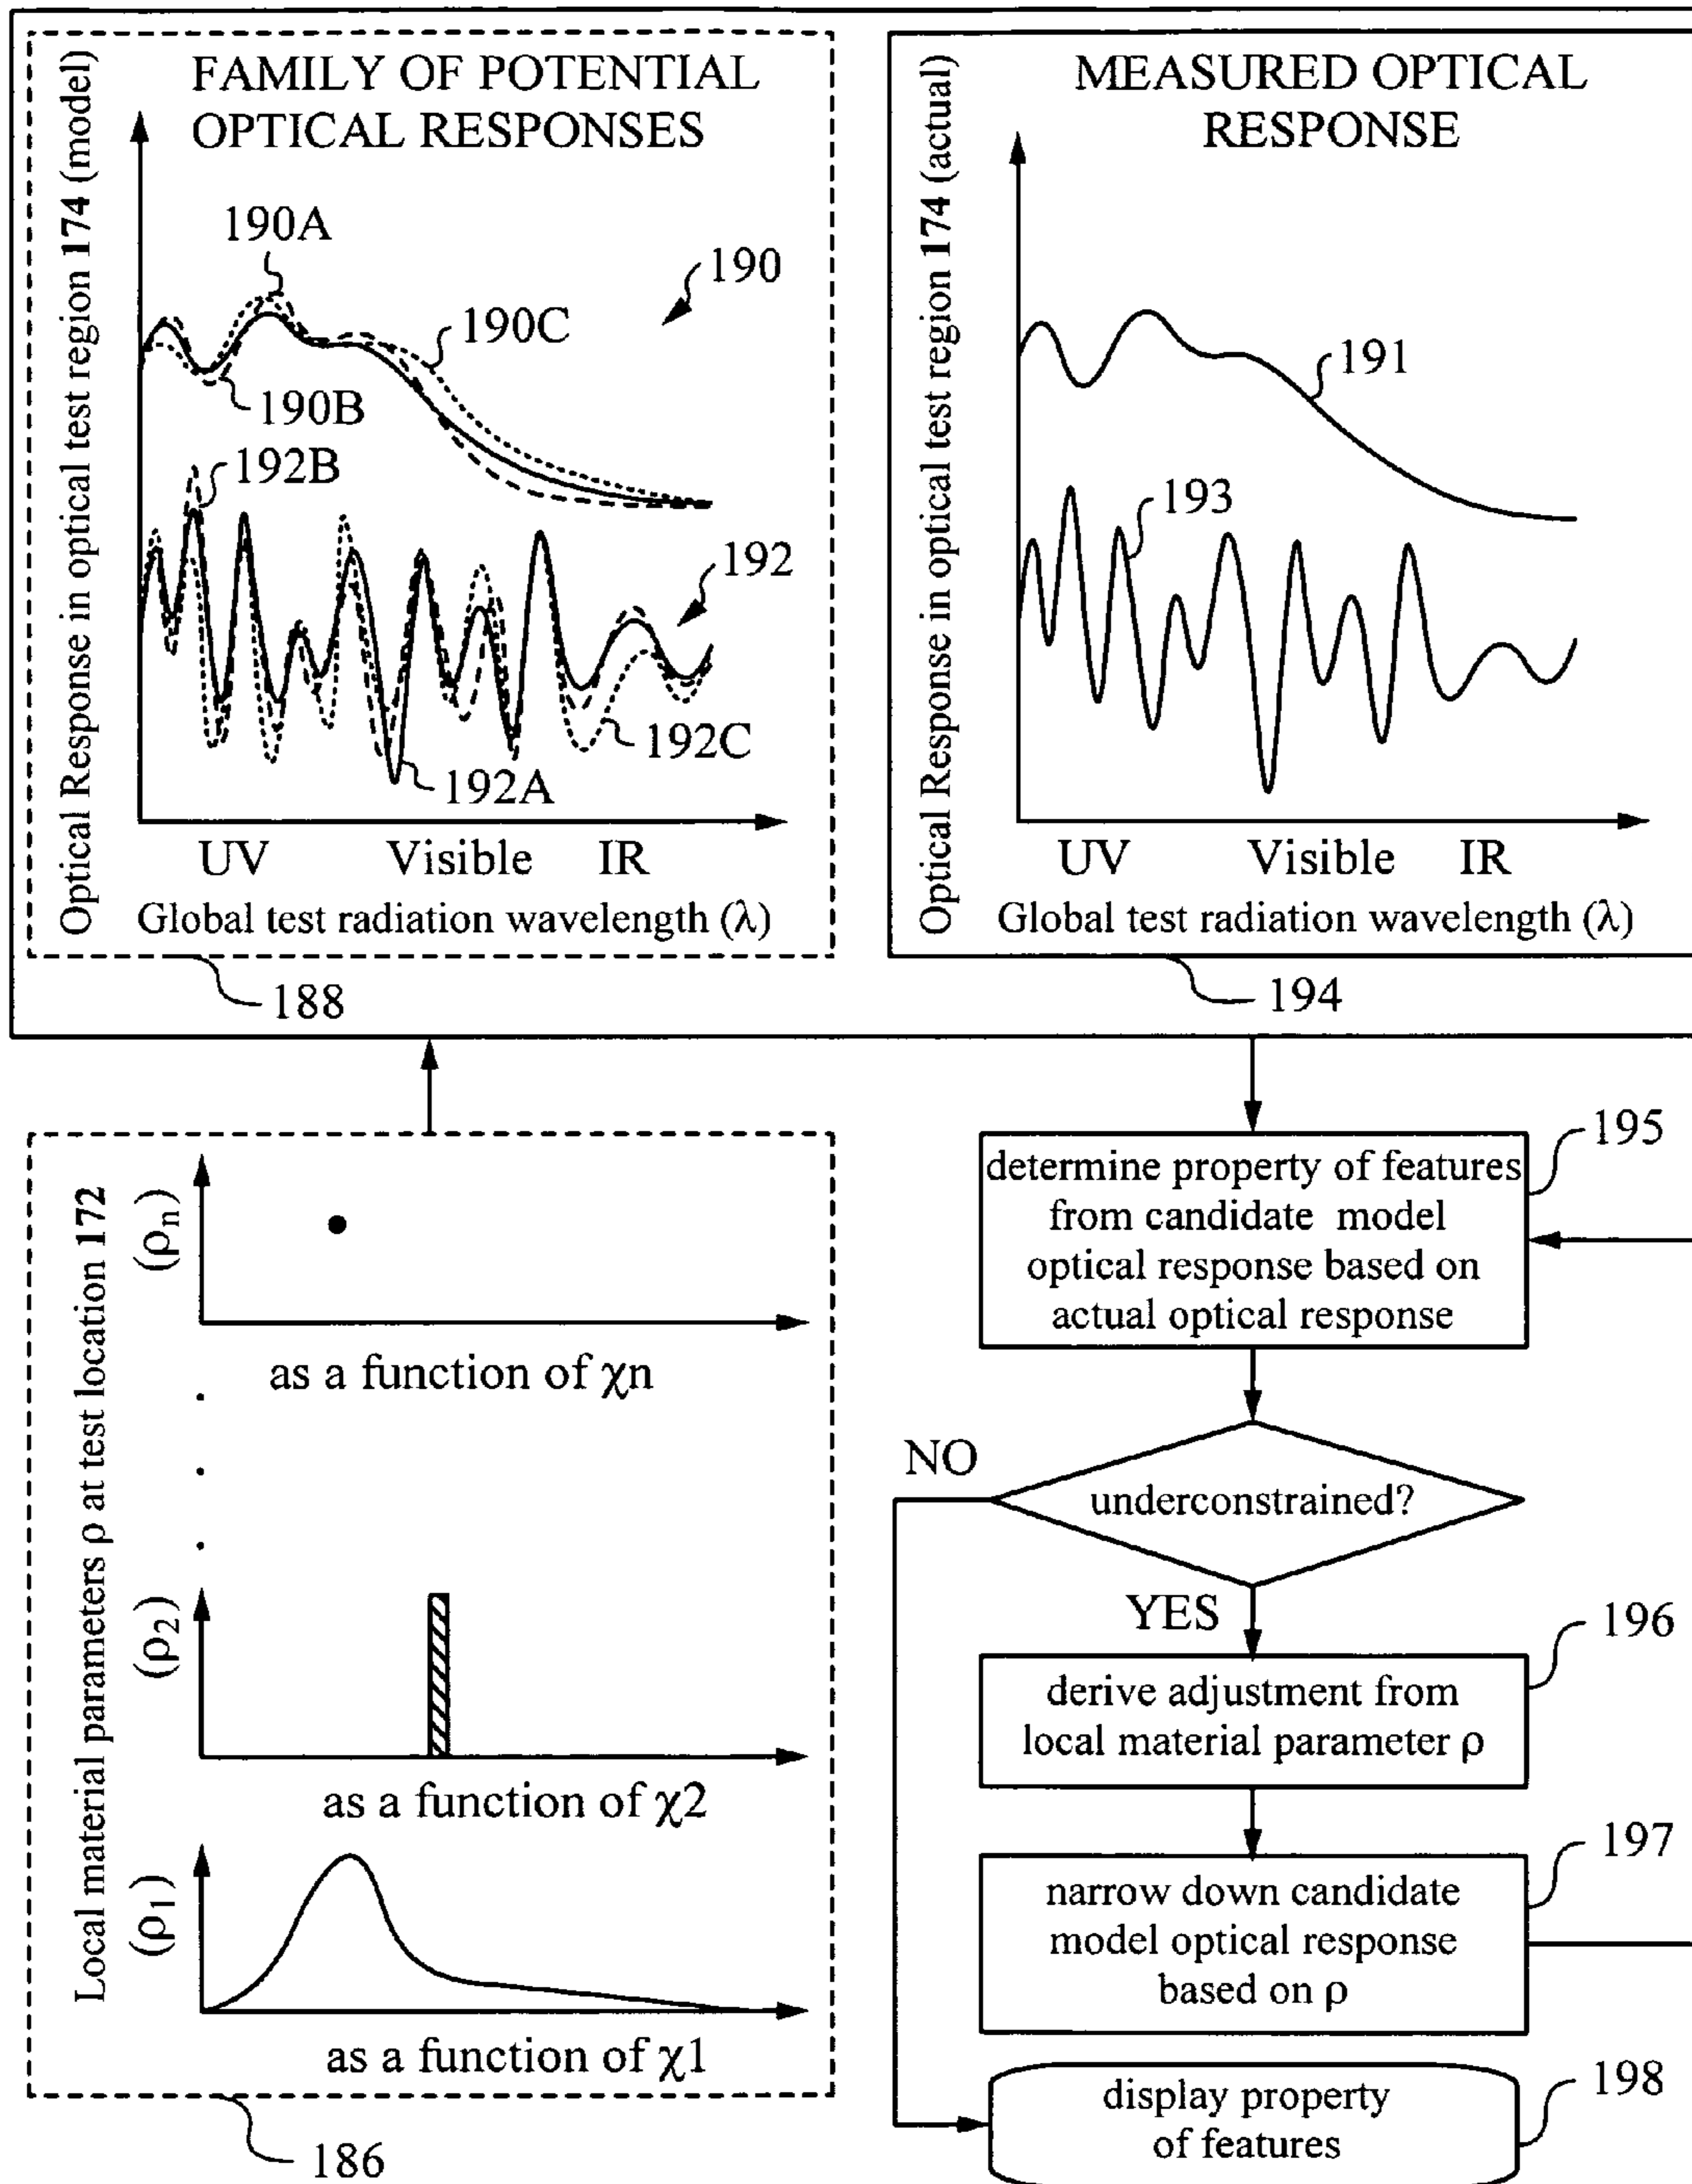 FAMILY OF POTENTIAL
OPTICAL RESPONSES
Optical Response in optical test region 174 (model)
190A
190
190C
190B
192B
192
192C
192A
UV Visible IR
Global test radiation wavelength (λ)
188
MEASURED OPTICAL
RESPONSE
Optical Response in optical test region 174 (actual)
191
193
UV Visible IR
Global test radiation wavelength (λ)
194
Local material parameters ρ at test location 172
(ρn)
as a function of χn
(ρ2)
as a function of χ2
(ρ1)
as a function of χ1
186
195
determine property of features
from candidate model
optical response based on
actual optical response
NO
underconstrained?
YES
196
derive adjustment from
local material parameter ρ
197
narrow down candidate
model optical response
based on ρ
198
display property
of features